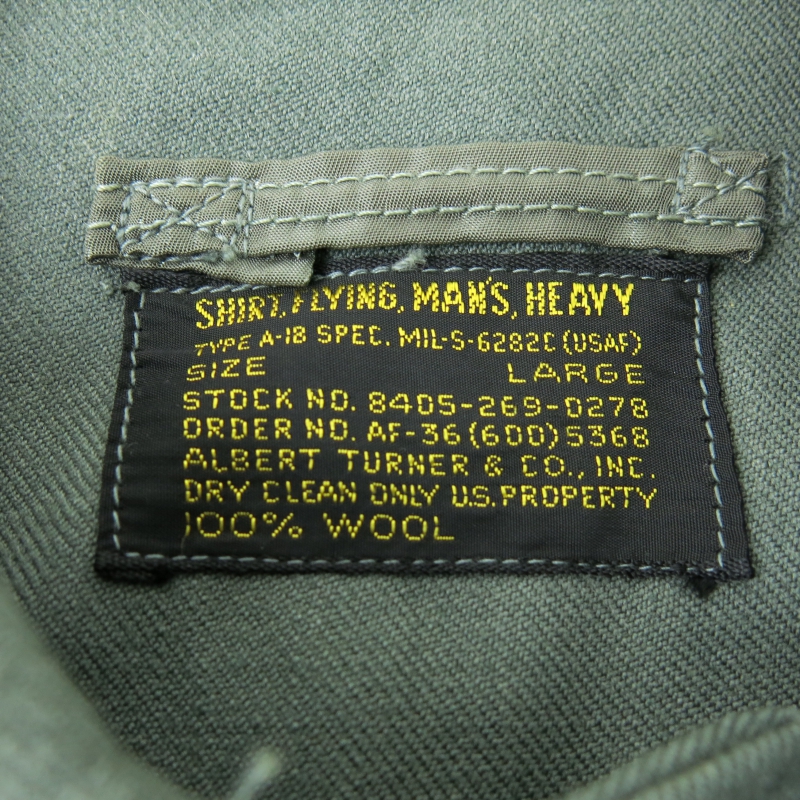 SHIRT, FLYING, MAN'S, HEAVY
TYPE A-18 SPEC. MIL-S-6282C (USAF)
SIZE LARGE
STOCK NO. 8405-269-0278
ORDER NO. AF-36(600)5368
ALBERT TURNER & CO., INC.
DRY CLEAN ONLY U.S. PROPERTY
100% WOOL